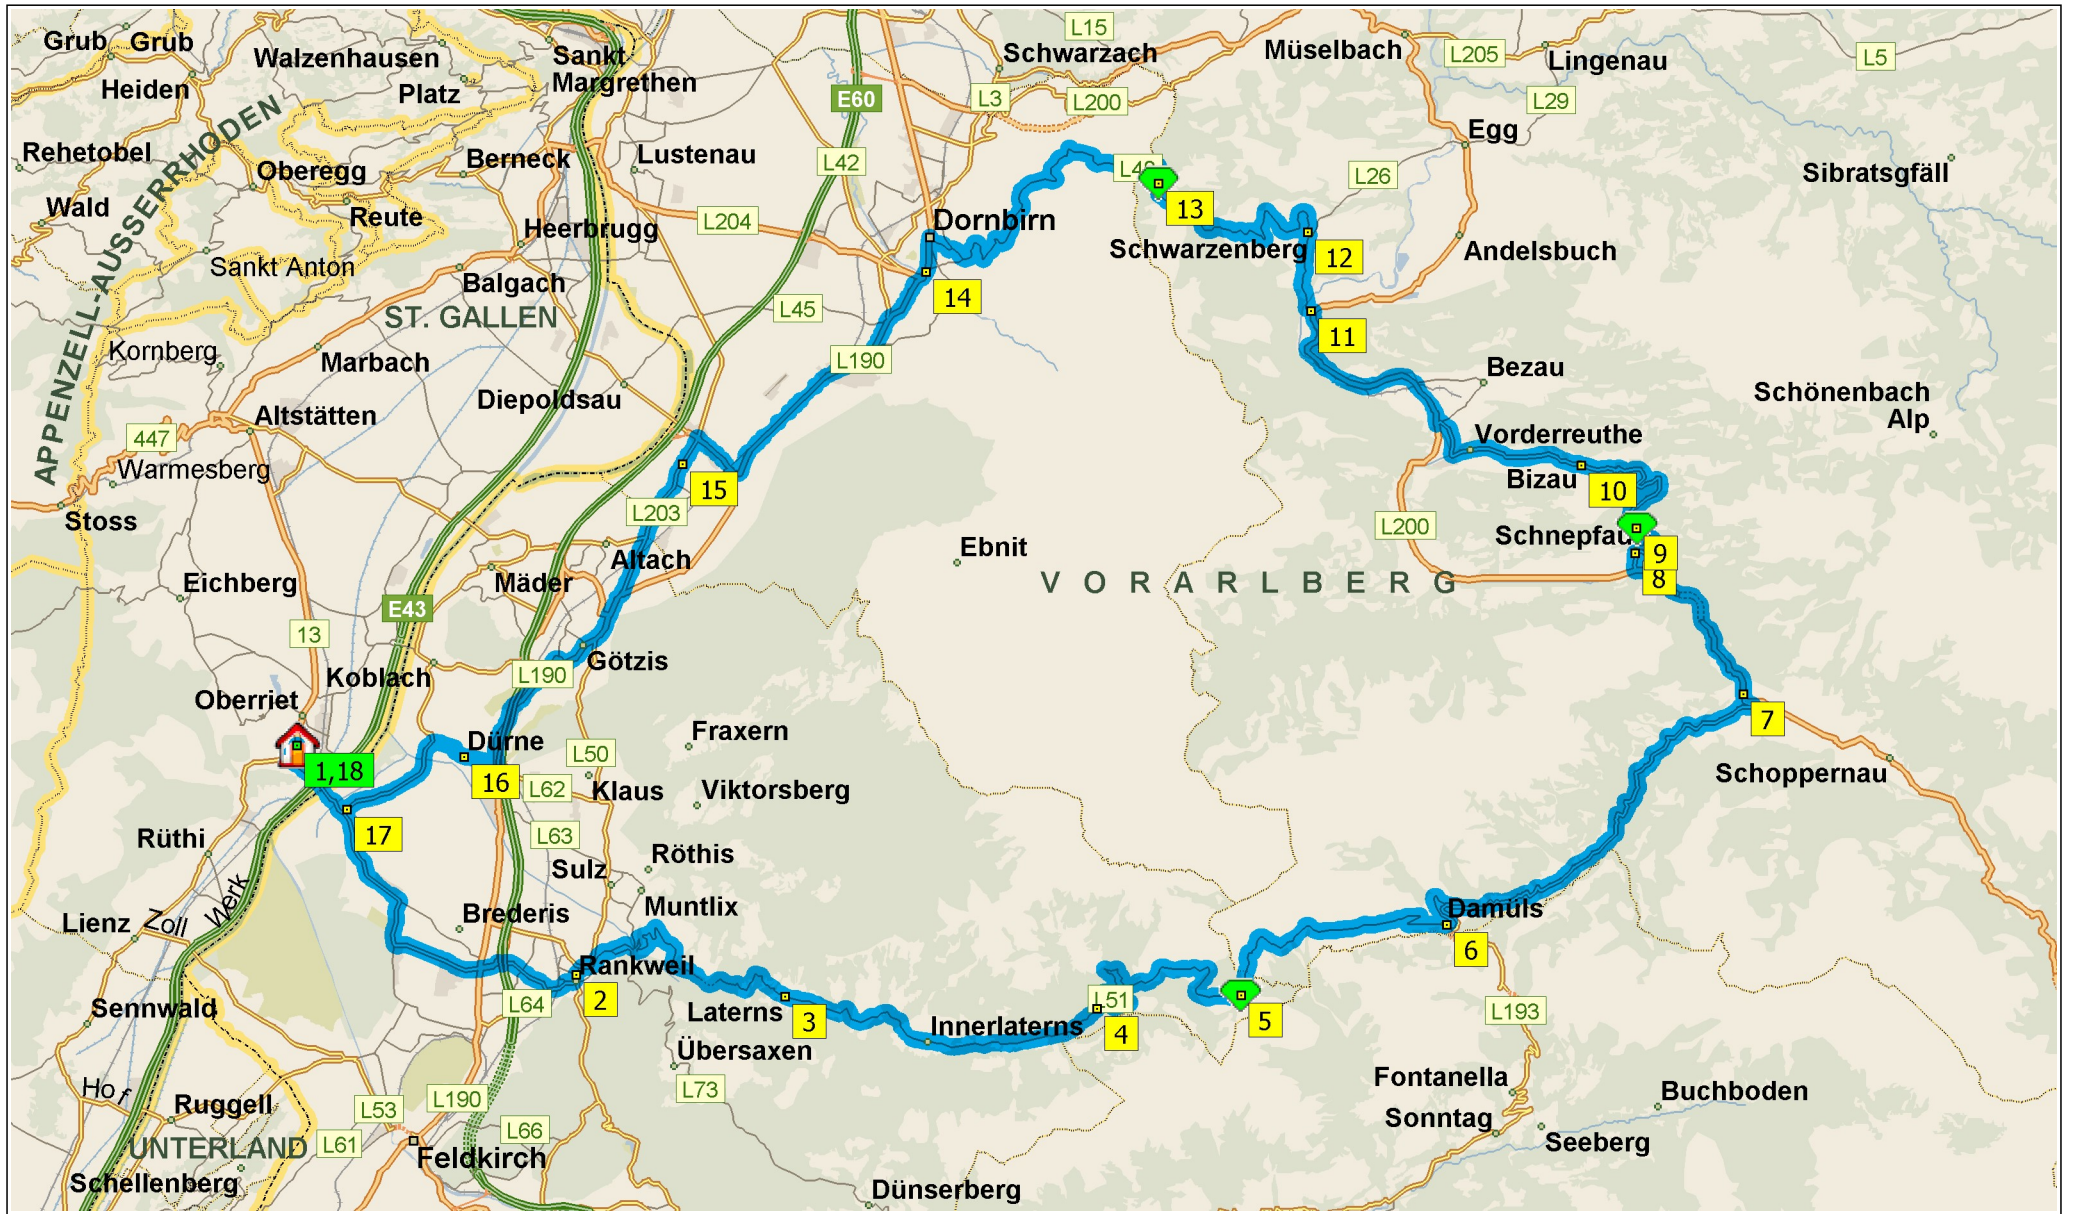 Grub
Grub
Heiden
Walzenhausen
Platz
Sankt
Margrethen
E60
L15
Schwarzach
L3
L200
Müselbach
L205
Lingenau
L29
L5
Egg
Rehetobel
APPENZELL-AUSSERRHODEN
Oberegg
Berneck
Lustenau
L42
L26
Sibratsgfäll
Wald
Reute
Heerbrugg
L204
Dornbirn
13
Schwarzenberg
12
Andelsbuch
Sankt Anton
Balgach
ST. GALLEN
L45
14
11
Kornberg
Marbach
L190
Bezau
Diepoldsau
Schönenbach
Alp
Altstätten
447
Warmesberg
Vorderreuthe
Bizau
10
15
L203
Stoss
L200
Schnepfau
9
8
Altach
Ebnit
VORARLBERG
Eichberg
Mäder
E43
13
Koblach
L190
Götzis
Oberriet
7
Fraxern
Dürne
L50
1,18
16
L62
Klaus
Viktorsberg
Schoppernau
Rüthi
17
L63
Sulz
Röthis
Muntlix
Lienz
Zoll
Werk
Brederis
Damüls
6
Rankweil
2
L64
Laterns
3
Innerlaterns
L51
4
5
L193
Sennwald
Übersaxen
Hof
L73
Ruggell
L53
L190
Fontanella
Buchboden
Sonntag
Seeberg
UNTERLAND
L61
L66
Feldkirch
Schellenberg
Dünserberg